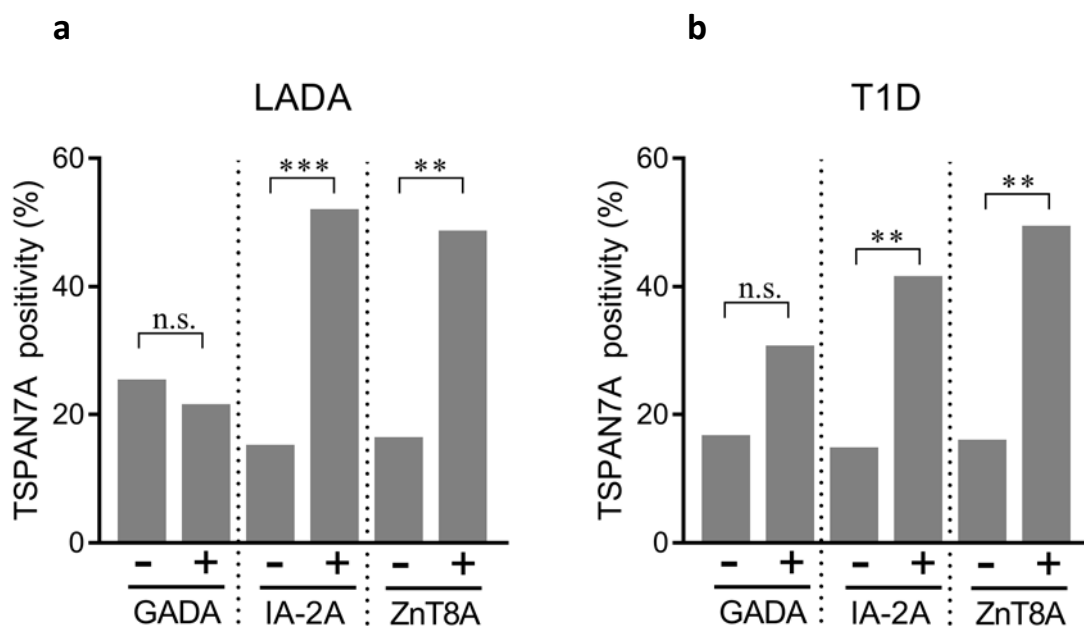 a
LADA
TSPAN7A positivity (%)
60
40
20
0
n.s.
***
**
- + - + - +
GADA IA-2A ZnT8A
b
T1D
TSPAN7A positivity (%)
60
40
20
0
n.s.
**
**
- + - + - +
GADA IA-2A ZnT8A